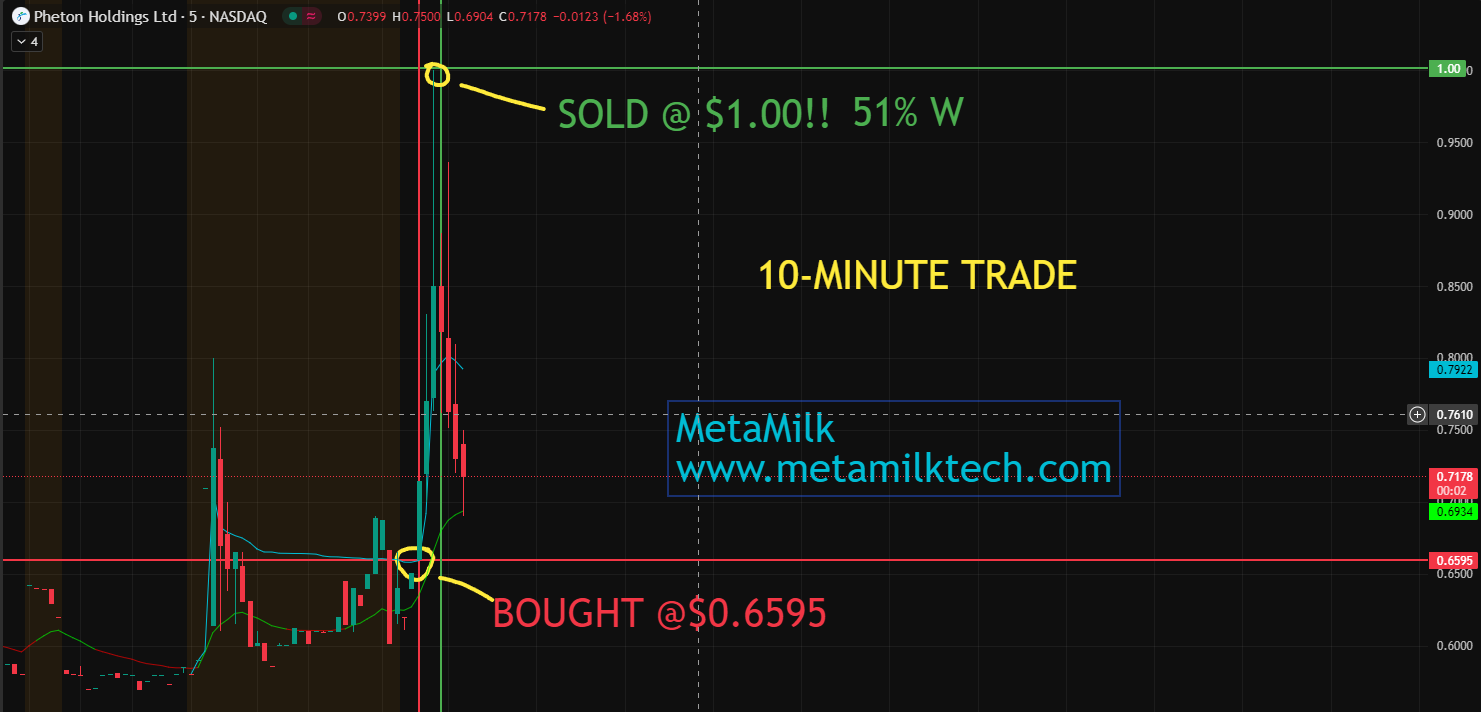 Pheton Holdings Ltd · 5 · NASDAQ O0.7399 H0.7500 L0.6904 C0.7178 −0.0123 (−1.68%)
4
1.00
SOLD @ $1.00!! 51% W
0.9500
0.9000
10-MINUTE TRADE
0.8500
0.8000
0.7922
MetaMilk
0.7610
0.7500
www.metamilktech.com
0.7178
00:02
0.6934
0.6595
0.6500
BOUGHT @$0.6595
0.6000